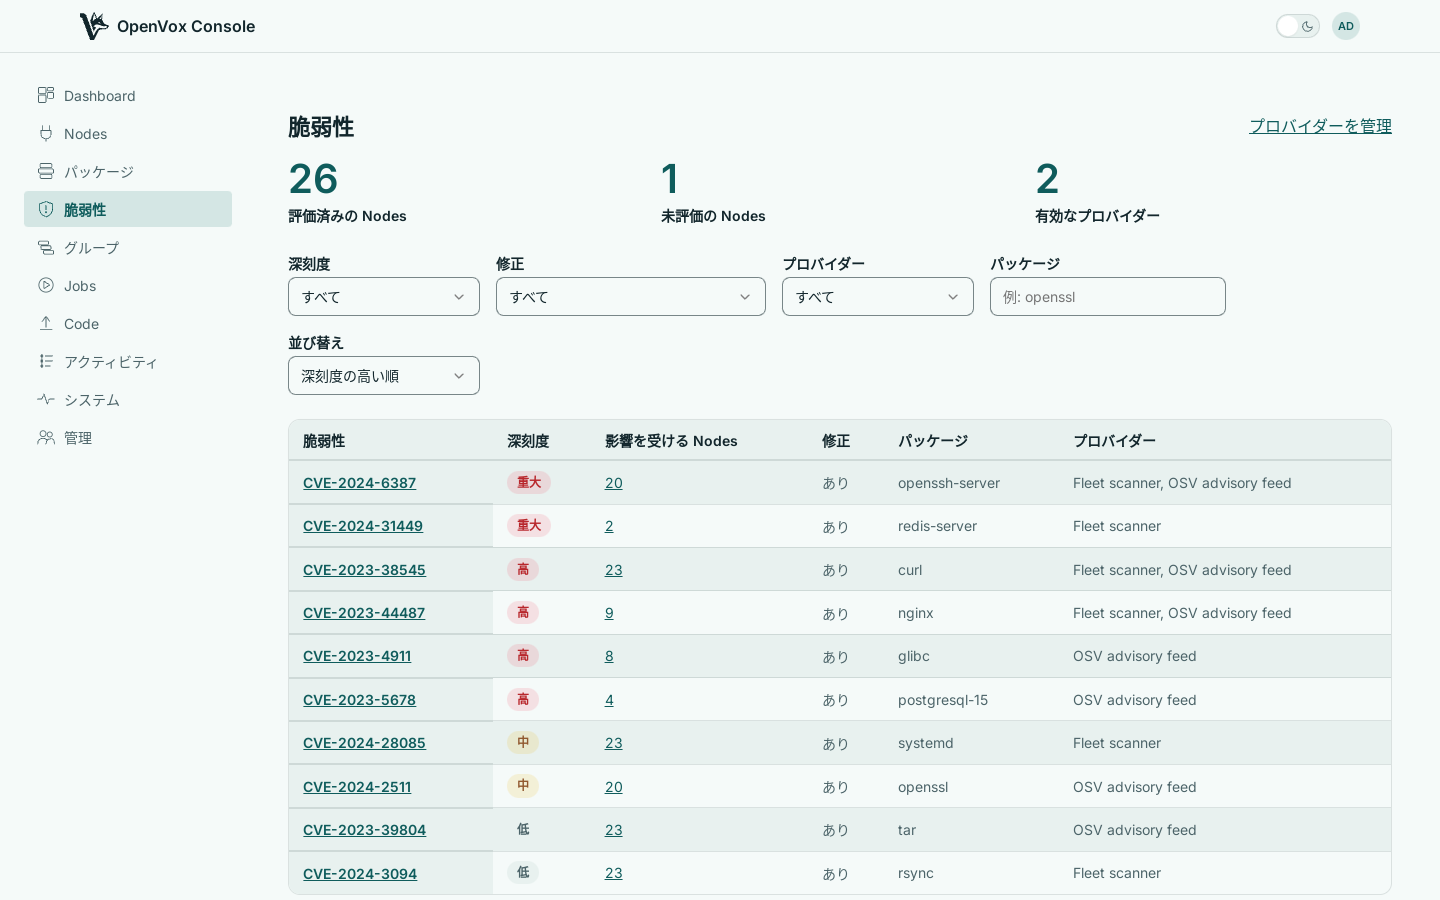 OpenVox Console
AD
Dashboard
Nodes
パッケージ
脆弱性
グループ
Jobs
Code
アクティビティ
システム
管理
脆弱性
プロバイダーを管理
26
評価済みの Nodes
1
未評価の Nodes
2
有効なプロバイダー
深刻度
すべて
修正
すべて
プロバイダー
すべて
パッケージ
例: openssl
並び替え
深刻度の高い順
脆弱性 深刻度 影響を受ける Nodes 修正 パッケージ プロバイダー
CVE-2024-6387 重大 20 あり openssh-server Fleet scanner, OSV advisory feed
CVE-2024-31449 重大 2 あり redis-server Fleet scanner
CVE-2023-38545 高 23 あり curl Fleet scanner, OSV advisory feed
CVE-2023-44487 高 9 あり nginx Fleet scanner, OSV advisory feed
CVE-2023-4911 高 8 あり glibc OSV advisory feed
CVE-2023-5678 高 4 あり postgresql-15 OSV advisory feed
CVE-2024-28085 中 23 あり systemd Fleet scanner
CVE-2024-2511 中 20 あり openssl OSV advisory feed
CVE-2023-39804 低 23 あり tar OSV advisory feed
CVE-2024-3094 低 23 あり rsync Fleet scanner